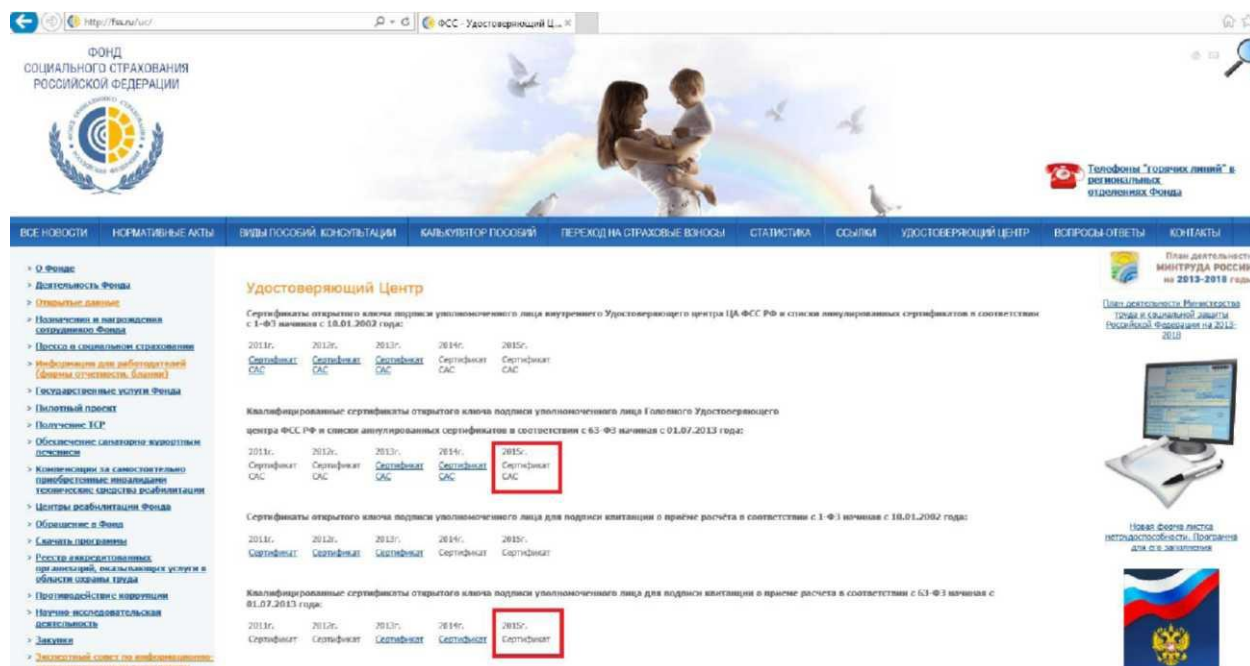 http://fss.ru/uc/
ФСС - Удостоверяющий Ц...
ФОНД
СОЦИАЛЬНОГО СТРАХОВАНИЯ
РОССИЙСКОЙ ФЕДЕРАЦИИ
Телефоны "горячих линий" в
региональных
отделениях Фонда
ВСЕ НОВОСТИ НОРМАТИВНЫЕ АКТЫ ВИДЫ ПОСОБИЙ. КОНСУЛЬТАЦИИ КАЛЬКУЛЯТОР ПОСОБИЙ ПЕРЕХОД НА СТРАХОВЫЕ ВЗНОСЫ СТАТИСТИКА ССЫЛКИ УДОСТОВЕРЯЮЩИЙ ЦЕНТР ВОПРОСЫ-ОТВЕТЫ КОНТАКТЫ
> О Фонде
> Деятельность Фонда
> Открытые данные
> Назначения и награждения
сотрудников Фонда
> Пресса о социальном страховании
> Информация для работодателей
(формы отчетности, бланки)
> Государственные услуги Фонда
> Пилотный проект
> Получение ТСР
> Обеспечение санаторно курортным
лечением
> Компенсации за самостоятельно
приобретенные инвалидами
технические средства реабилитации
> Центры реабилитации Фонда
> Обращение в Фонд
> Скачать программы
> Реестр аккредитованных
организаций, оказывающих услуги в
области охраны труда
> Противодействие коррупции
> Научно исследовательская
деятельность
> Закупки
> Экспертный совет по информационно-
Удостоверяющий Центр
Сертификаты открытого ключа подписи уполномоченного лица внутреннего Удостоверяющего центра ЦА ФСС РФ и списки аннулированных сертификатов в соответствии
с 1-ФЗ начиная с 10.01.2002 года:
2011г. 2012г. 2013г. 2014г. 2015г.
Сертификат Сертификат Сертификат Сертификат Сертификат
САС САС САС САС САС
Квалифицированные сертификаты открытого ключа подписи уполномоченного лица Головного Удостоверяющего
центра ФСС РФ и списки аннулированных сертификатов в соответствии с 63-ФЗ начиная с 01.07.2013 года:
2011г. 2012г. 2013г. 2014г. 2015г.
Сертификат Сертификат Сертификат Сертификат Сертификат
САС САС САС САС САС
Сертификаты открытого ключа подписи уполномоченного лица для подписи квитанции о приёме расчёта в соответствии с 1-ФЗ начиная с 10.01.2002 года:
2011г. 2012г. 2013г. 2014г. 2015г.
Сертификат Сертификат Сертификат Сертификат Сертификат
Квалифицированные сертификаты открытого ключа подписи уполномоченного лица для подписи квитанции о приеме расчета в соответствии с 63-ФЗ начиная с
01.07.2013 года:
2011г. 2012г. 2013г. 2014г. 2015г.
Сертификат Сертификат Сертификат Сертификат Сертификат
План деятельности
МИНТРУДА РОССИИ
на 2013-2018 годы
План деятельности Министерства
труда и социальной защиты
Российской Федерации на 2013-
2018
Новая форма листка
нетрудоспособности. Программа
для его заполнения